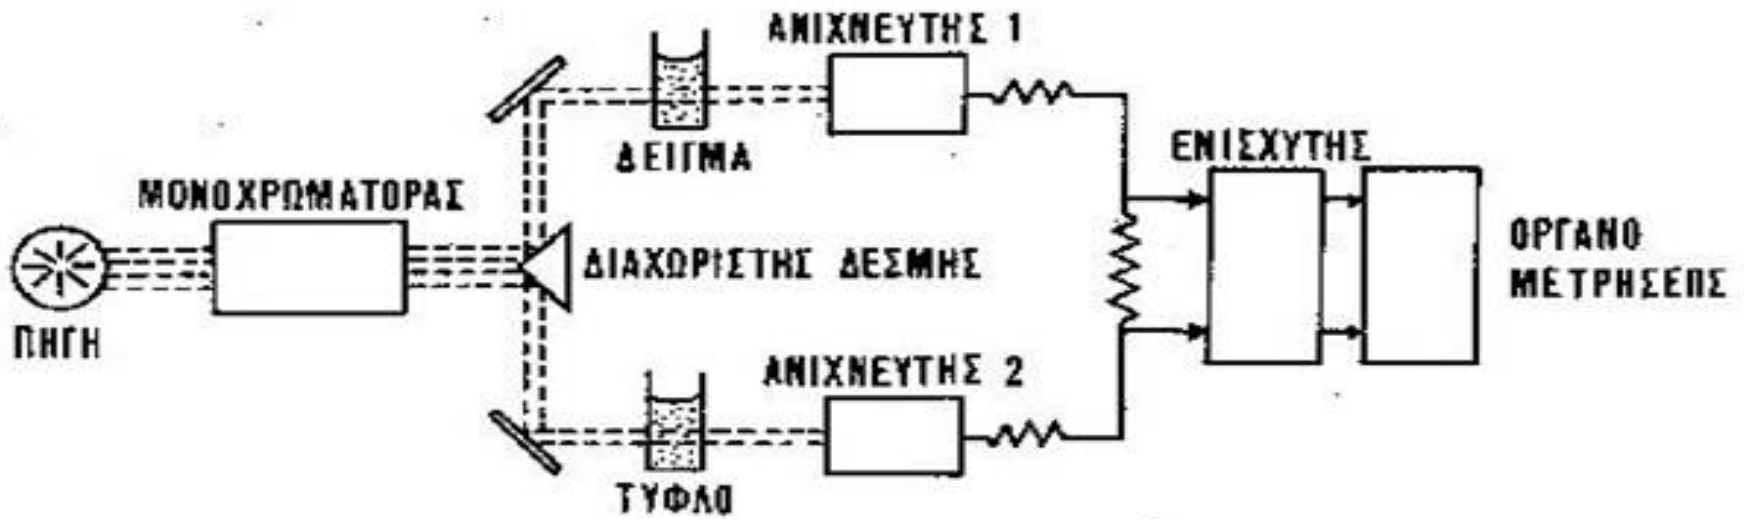 ΑΝΙΧΝΕΥΤΗΣ 1
ΔΕΙΓΜΑ
ΕΝΙΣΧΥΤΗΣ
ΜΟΝΟΧΡΩΜΑΤΟΡΑΣ
ΔΙΑΧΩΡΙΣΤΗΣ ΔΕΣΜΗΣ
ΟΡΓΑΝΟ
ΜΕΤΡΗΣΕΩΣ
ΠΗΓΗ
ΑΝΙΧΝΕΥΤΗΣ 2
ΤΥΦΛΟ